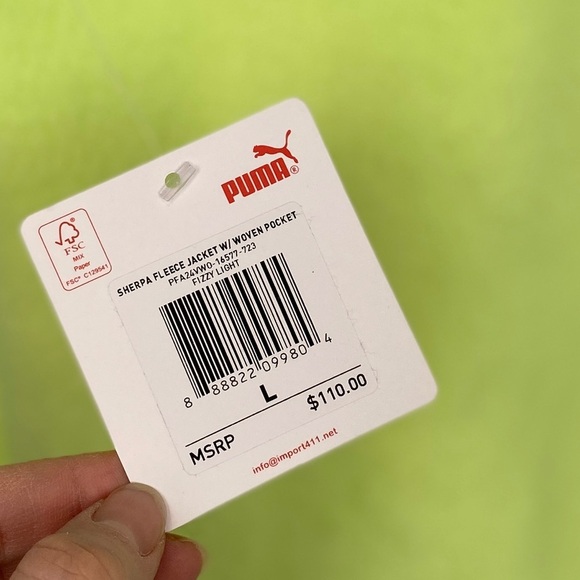 PUMA®
FSC
MIX
Paper
FSC® C129541
SHERPA FLEECE JACKET W/ WOVEN POCKET
PFA24VWO-16577-723
FIZZY LIGHT
8 88822 09980 4
L
MSRP $110.00
info@import411.net